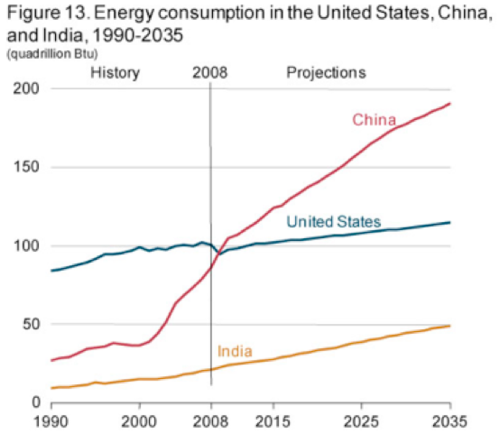 Figure 13. Energy consumption in the United States, China,
and India, 1990-2035
(quadrillion Btu)
History 2008 Projections
200
China
150
United States
100
50
India
0
1990 2000 2008 2015 2025 2035